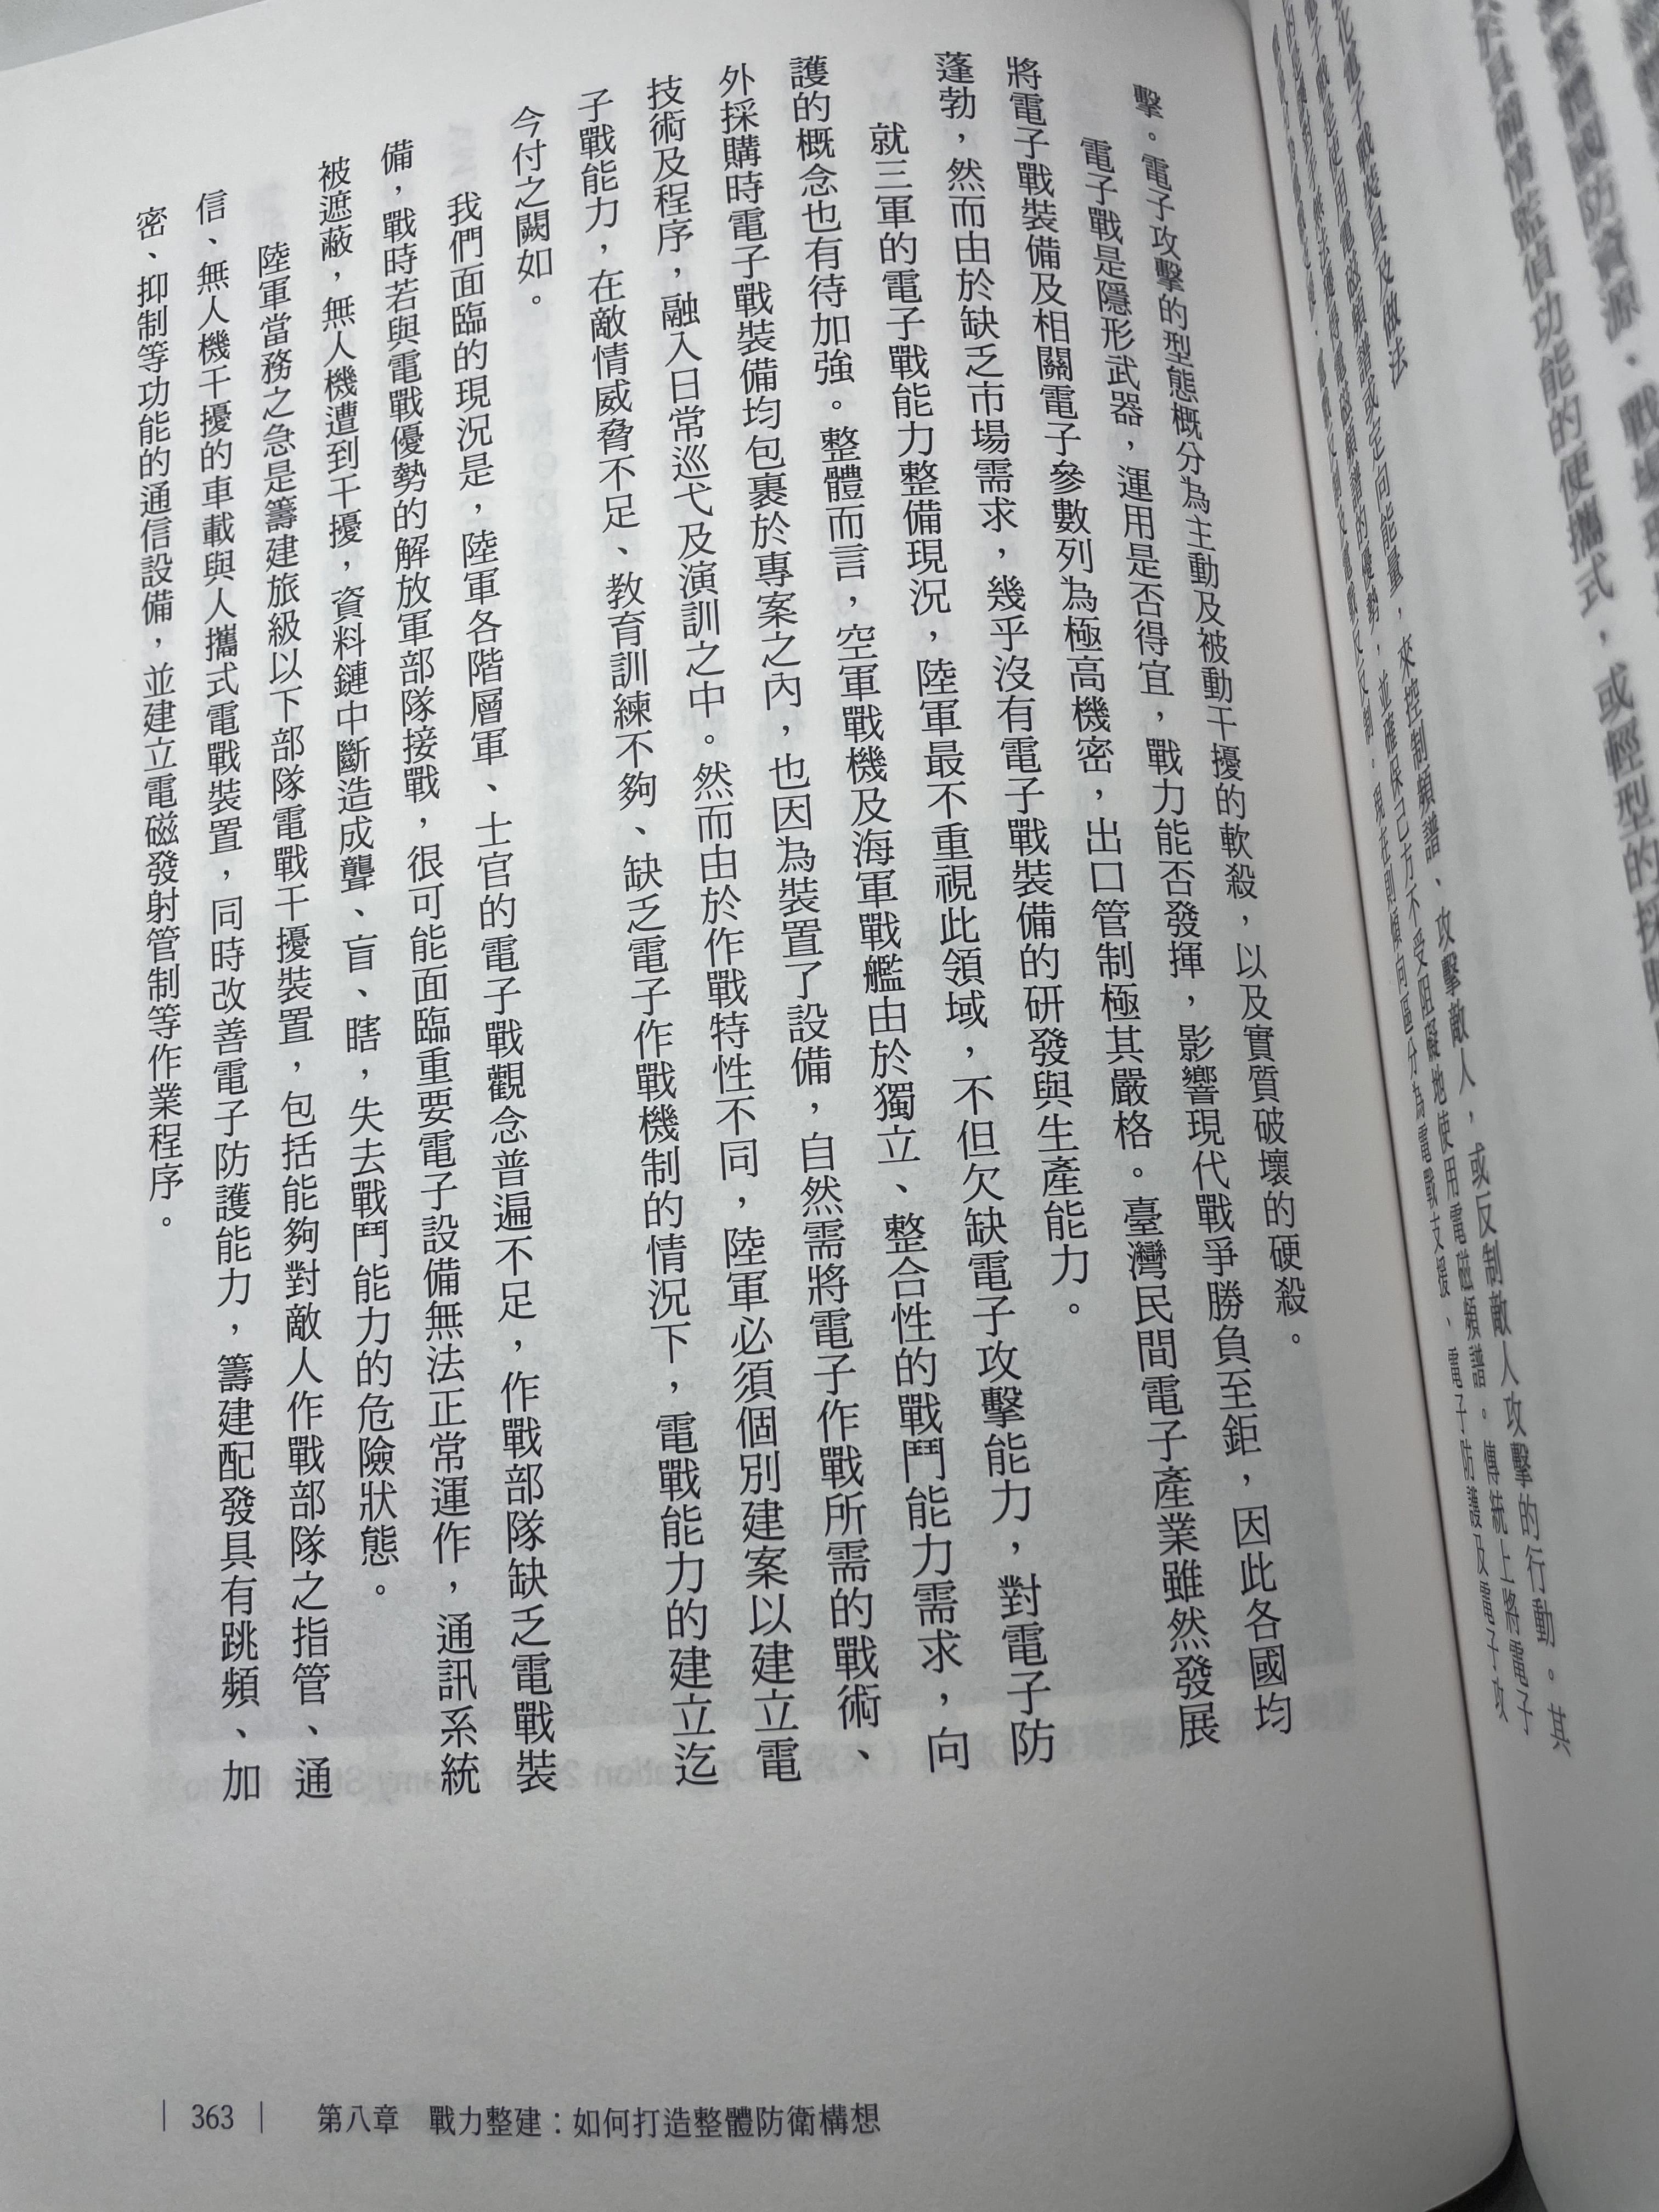 整體國防資源、戰場環
偵監偵功能的便攜式，或輕型的採購
化電子戰裝具及做法
定向能量，來控制頻譜、攻擊敵人，或反制敵人攻擊的行動。其
電子戰是能使用電磁頻譜的優勢，並確保己方不受阻礙地使用電磁頻譜。傳統上將電子
現在則傾向區分為電戰支援、電子防護及電子攻
擊。電子攻擊的型態概分為主動及被動干擾的軟殺，以及實質破壞的硬殺。
電子戰是隱形武器，運用是否得宜，戰力能否發揮，影響現代戰爭勝負至鉅，因此各國均
將電子戰裝備及相關電子參數列為極高機密，出口管制極其嚴格。臺灣民間電子產業雖然發展
蓬勃，然而由於缺乏市場需求，幾乎沒有電子戰裝備的研發與生產能力。
就三軍的電子戰能力整備現況，陸軍最不重視此領域，不但欠缺電子攻擊能力，對電子防
護的概念也有待加強。整體而言，空軍戰機及海軍戰艦由於獨立、整合性的戰鬥能力需求，向
外採購時電子戰裝備均包裹於專案之內，也因為裝置了設備，自然需將電子作戰所需的戰術、
技術及程序，融入日常巡弋及演訓之中。然而由於作戰特性不同，陸軍必須個別建案以建立電
子戰能力，在敵情威脅不足、教育訓練不夠、缺乏電子作戰機制的情況下，電戰能力的建立迄
今付之闕如。
我們面臨的現況是，陸軍各階層軍、士官的電子戰觀念普遍不足，作戰部隊缺乏電戰裝
備，戰時若與電戰優勢的解放軍部隊接戰，很可能面臨重要電子設備無法正常運作，通訊系統
被遮蔽，無人機遭到干擾，資料鏈中斷造成聾、盲、瞎，失去戰鬥能力的危險狀態。
陸軍當務之急是籌建旅級以下部隊電戰干擾裝置，包括能夠對敵人作戰部隊之指管、通
信、無人機干擾的車載與人攜式電戰裝置，同時改善電子防護能力，籌建配發具有跳頻、加
密、抑制等功能的通信設備，並建立電磁發射管制等作業程序。
| 363 | 第八章 戰力整建：如何打造整體防衛構想